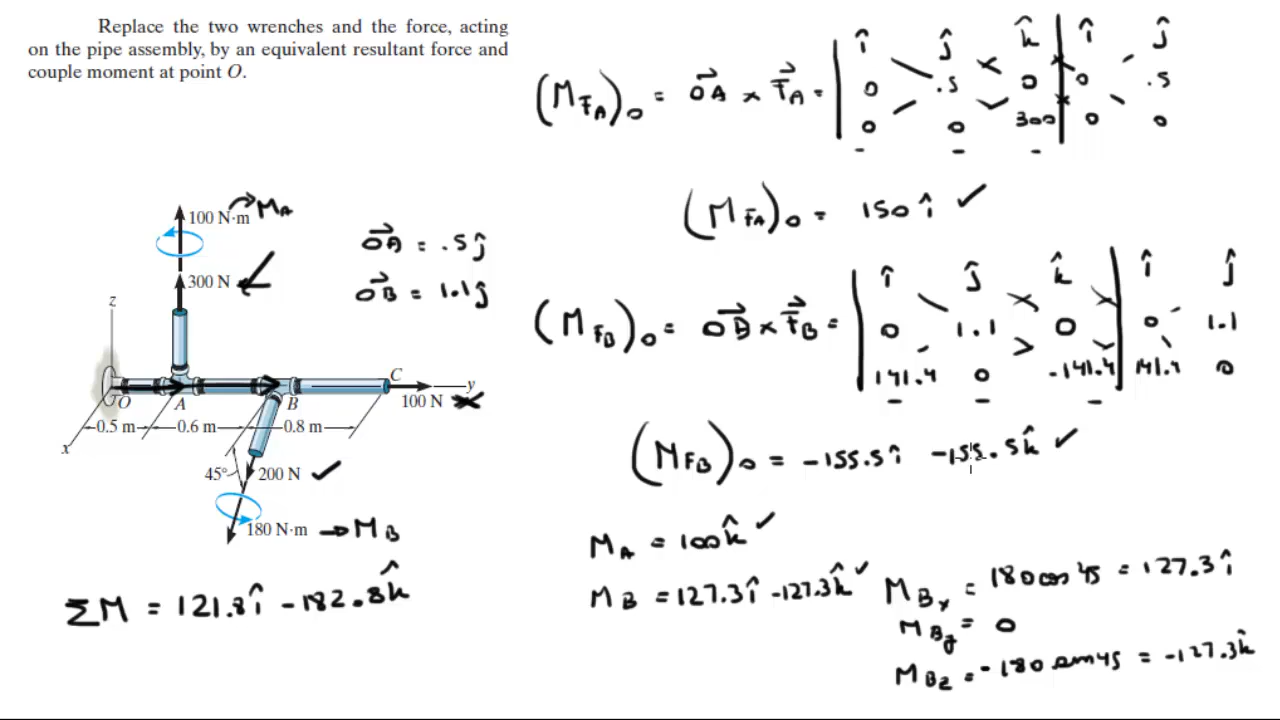 Replace the two wrenches and the force, acting
on the pipe assembly, by an equivalent resultant force and
couple moment at point O.
(M_FA)_O = OA × F_A = | î ĵ k̂ | î ĵ
0 .5 0 | 0 .5
0 0 300 | 0 0
(M_FA)_O = 150 î ✓
100 N·m → M_A
300 N
OA = .5 ĵ
OB = 1.1 ĵ
(M_FB)_O = OB × F_B = | î ĵ k̂ | î ĵ
0 1.1 0 | 0 1.1
141.4 0 -141.4 | 141.4 0
(M_FB)_O = -155.5 î -155.5 k̂ ✓
z
O A B C y
100 N
0.5 m 0.6 m 0.8 m
x
45° 200 N ✓
180 N·m → M_B
M_A = 100 k̂ ✓
M_B = 127.3 î -127.3 k̂ ✓
M_Bx = 180 cos 45 = 127.3 î
M_By = 0
M_Bz = -180 sin 45 = -127.3 k̂
ΣM = 121.8 î -182.8 k̂